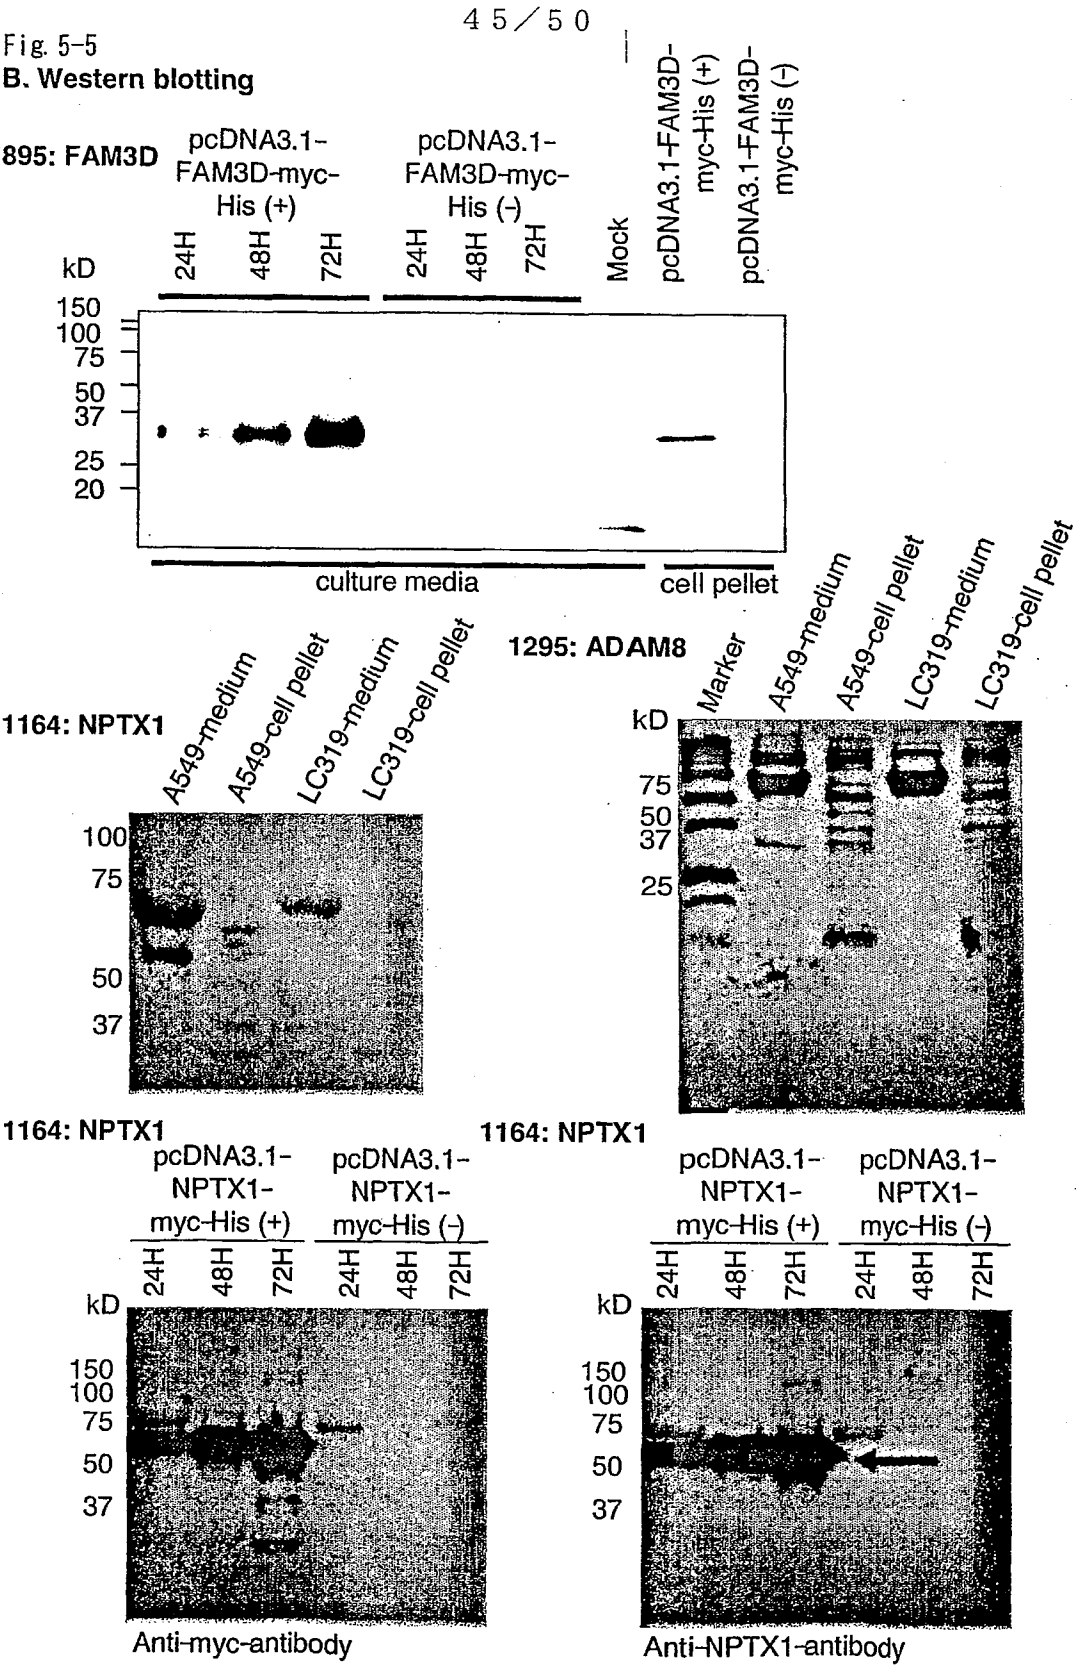 45/50
Fig. 5-5
B. Western blotting
895: FAM3D
pcDNA3.1-
FAM3D-myc-
His (+)
pcDNA3.1-
FAM3D-myc-
His (-)
pcDNA3.1-FAM3D-
myc-His (+)
pcDNA3.1-FAM3D-
myc-His (-)
kD
24H
48H
72H
24H
48H
72H
Mock
150
100
75
50
37
25
20
culture media
cell pellet
1164: NPTX1
A549-medium
A549-cell pellet
LC319-medium
LC319-cell pellet
100
75
50
37
1295: ADAM8
Marker
A549-medium
A549-cell pellet
LC319-medium
LC319-cell pellet
kD
75
50
37
25
1164: NPTX1
pcDNA3.1-
NPTX1-
myc-His (+)
pcDNA3.1-
NPTX1-
myc-His (-)
24H
48H
72H
24H
48H
72H
kD
150
100
75
50
37
Anti-myc-antibody
1164: NPTX1
pcDNA3.1-
NPTX1-
myc-His (+)
pcDNA3.1-
NPTX1-
myc-His (-)
24H
48H
72H
24H
48H
72H
kD
150
100
75
50
37
Anti-NPTX1-antibody